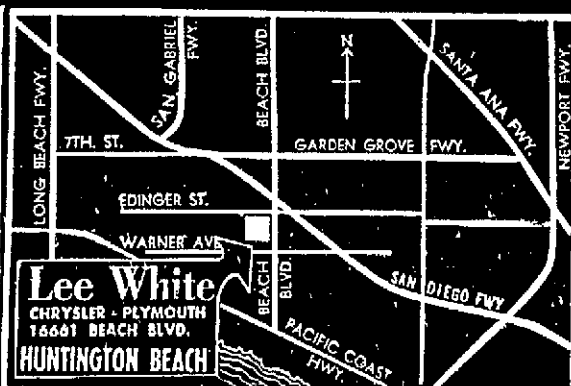 SAN GABRIEL
FWY.
BEACH BLVD.
N
SANTA ANA FWY.
NEWPORT FWY.
LONG BEACH FWY.
7TH. ST.
GARDEN GROVE FWY.
EDINGER ST.
WARNER AVE
Lee White
CHRYSLER - PLYMOUTH
16661 BEACH BLVD.
HUNTINGTON BEACH
BEACH
BLVD.
SAN DIEGO FWY.
PACIFIC COAST
HWY.